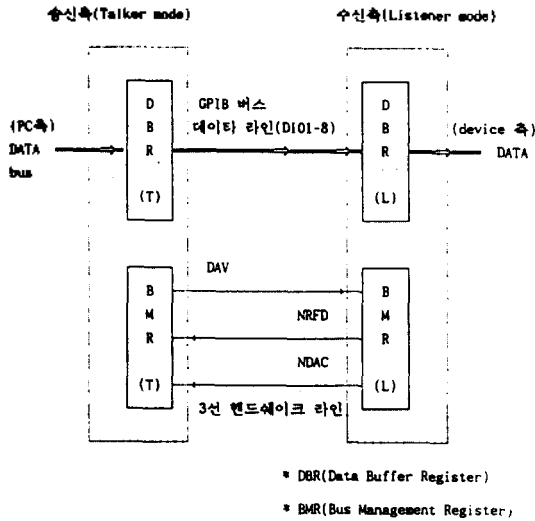 송신측(Talker mode)
수신측(Listener mode)
(PC측)
DATA
bus
D
B
R
(T)
GPIB 버스
데이타 라인(DIO1-8)
D
B
R
(L)
(device 측)
DATA
B
M
R
(T)
DAV
NRFD
NDAC
3선 핸드쉐이크 라인
B
M
R
(L)
* DBR(Data Buffer Register)
* BMR(Bus Management Register)